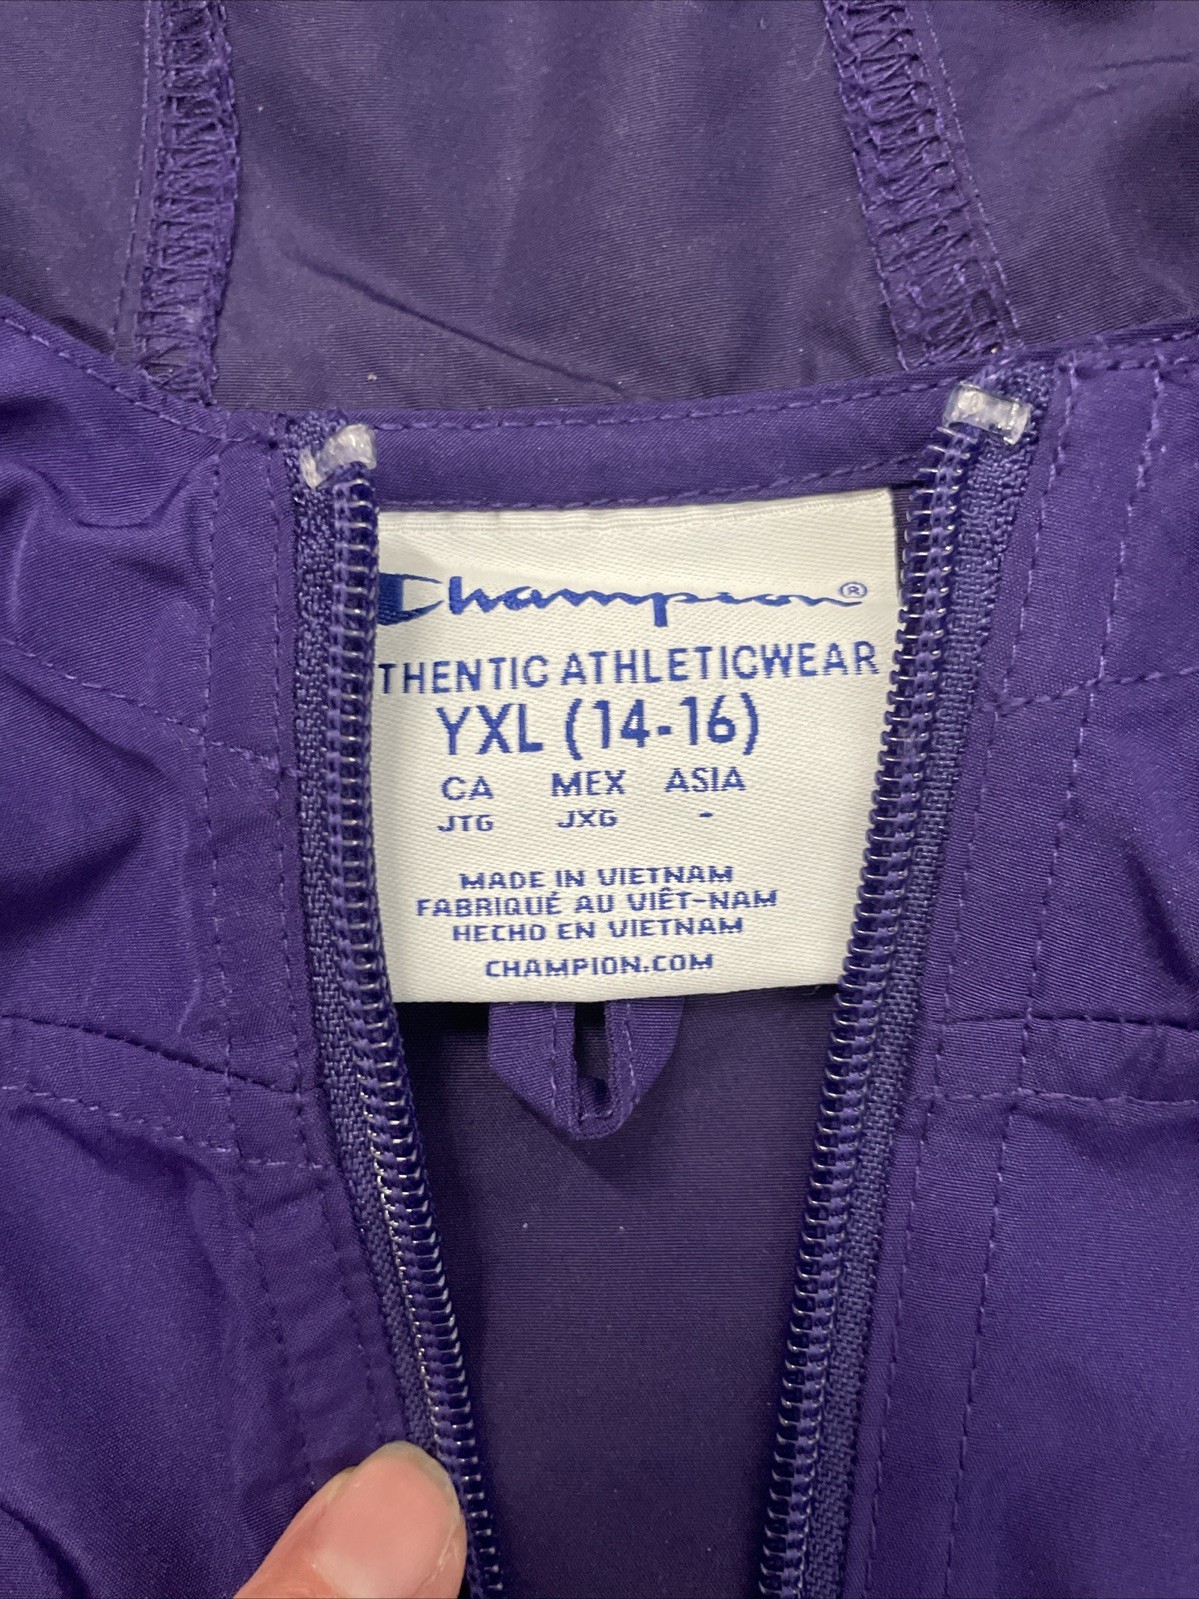 Champion®
THENTIC ATHLETICWEAR
YXL (14-16)
CA MEX ASIA
JTG JXG -
MADE IN VIETNAM
FABRIQUÉ AU VIÊT-NAM
HECHO EN VIETNAM
CHAMPION.COM